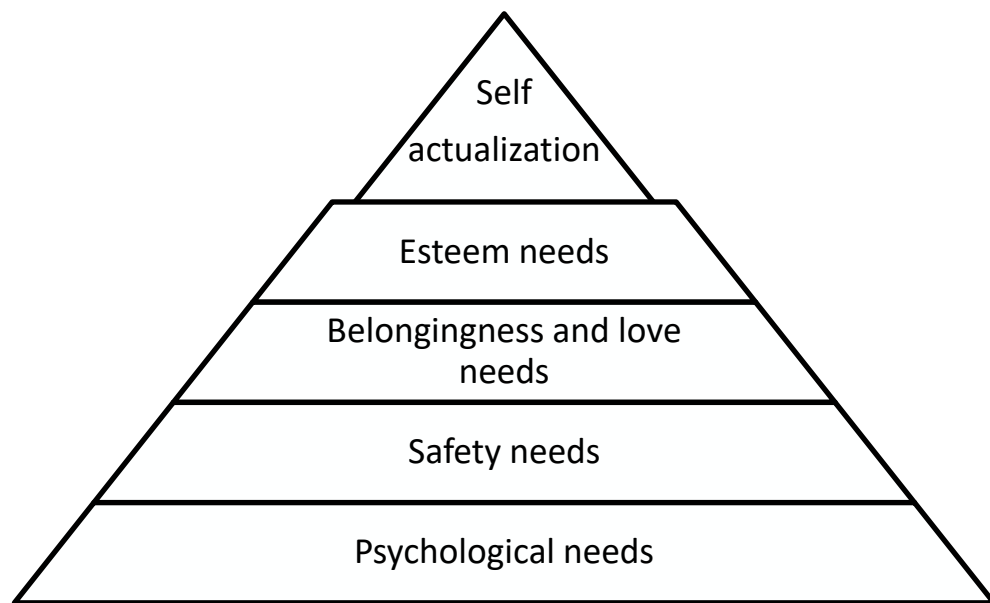 Self
actualization
Esteem needs
Belongingness and love
needs
Safety needs
Psychological needs